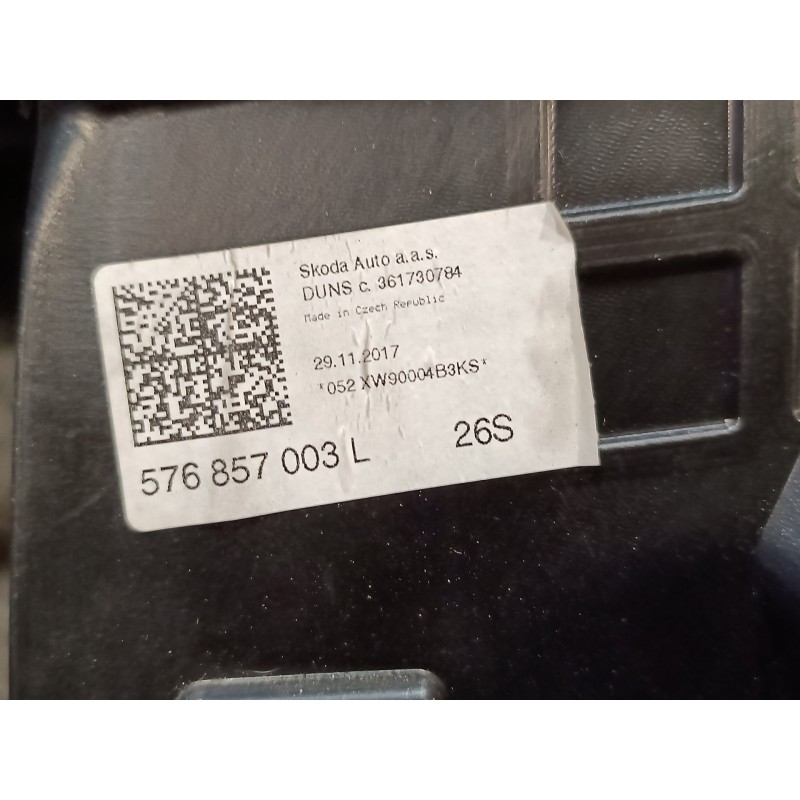 Skoda Auto a.a.s.
DUNS c. 361730784
Made in Czech Republic
29.11.2017
*052 XW90004B3KS*
576 857 003 L 26S